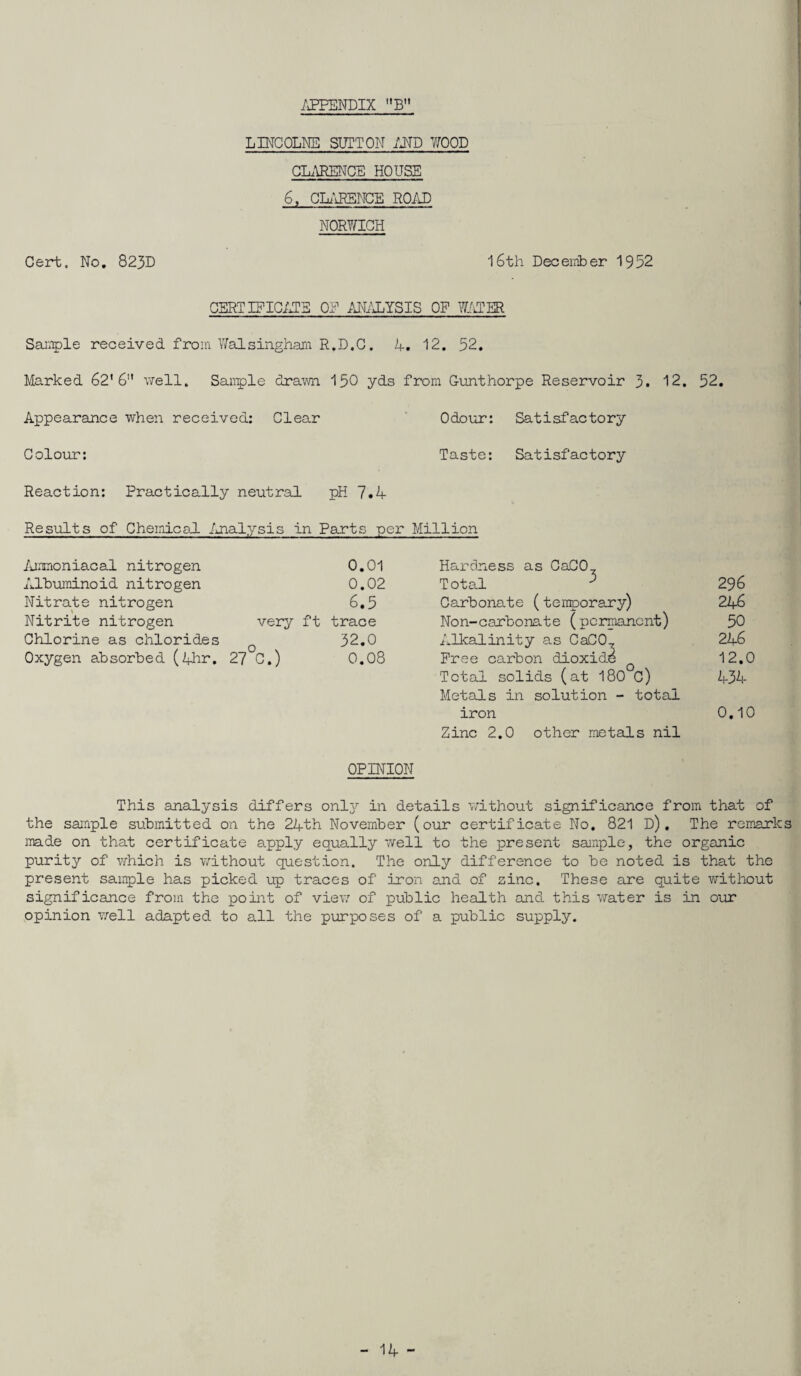 APPENDIX "B"
LINCOLNE SUTTON AND WOOD
CLARENCE HOUSE
6, CLARENCE ROAD
NORWICH
Cert. No. 823D 16th December 1952
CERTIFICATE OF ANALYSIS OF WATER
Sample received from Walsingham R.D.C. 4. 12. 52.
Marked 62'6" well. Sample drawn 150 yds from Gunthorpe Reservoir 3. 12. 52.
Appearance when received: Clear Odour: Satisfactory
Colour: Taste: Satisfactory
Reaction: Practically neutral pH 7.4
Results of Chemical Analysis in Parts per Million
Ammoniacal nitrogen 0.01 Hardness as CaCO3
Albuminoid nitrogen 0.02 Total 296
Nitrate nitrogen 6.5 Carbonate (temporary) 246
Nitrite nitrogen very ft trace Non-carbonate (permanent) 50
Chlorine as chlorides 32.0 Alkalinity as CaCO3 246
Oxygen absorbed (4hr. 27°C.) 0.08 Free carbon dioxide 12.0
Total solids (at 180°C) 434
Metals in solution - total
iron 0.10
Zinc 2.0 other metals nil
OPINION
This analysis differs only in details without significance from that of
the sample submitted on the 24th November (our certificate No. 821 D). The remarks
made on that certificate apply equally well to the present sample, the organic
purity of which is without question. The only difference to be noted is that the
present sample has picked up traces of iron and of zinc. These are quite without
significance from the point of view of public health and this water is in our
opinion well adapted to all the purposes of a public supply.
- 14 -